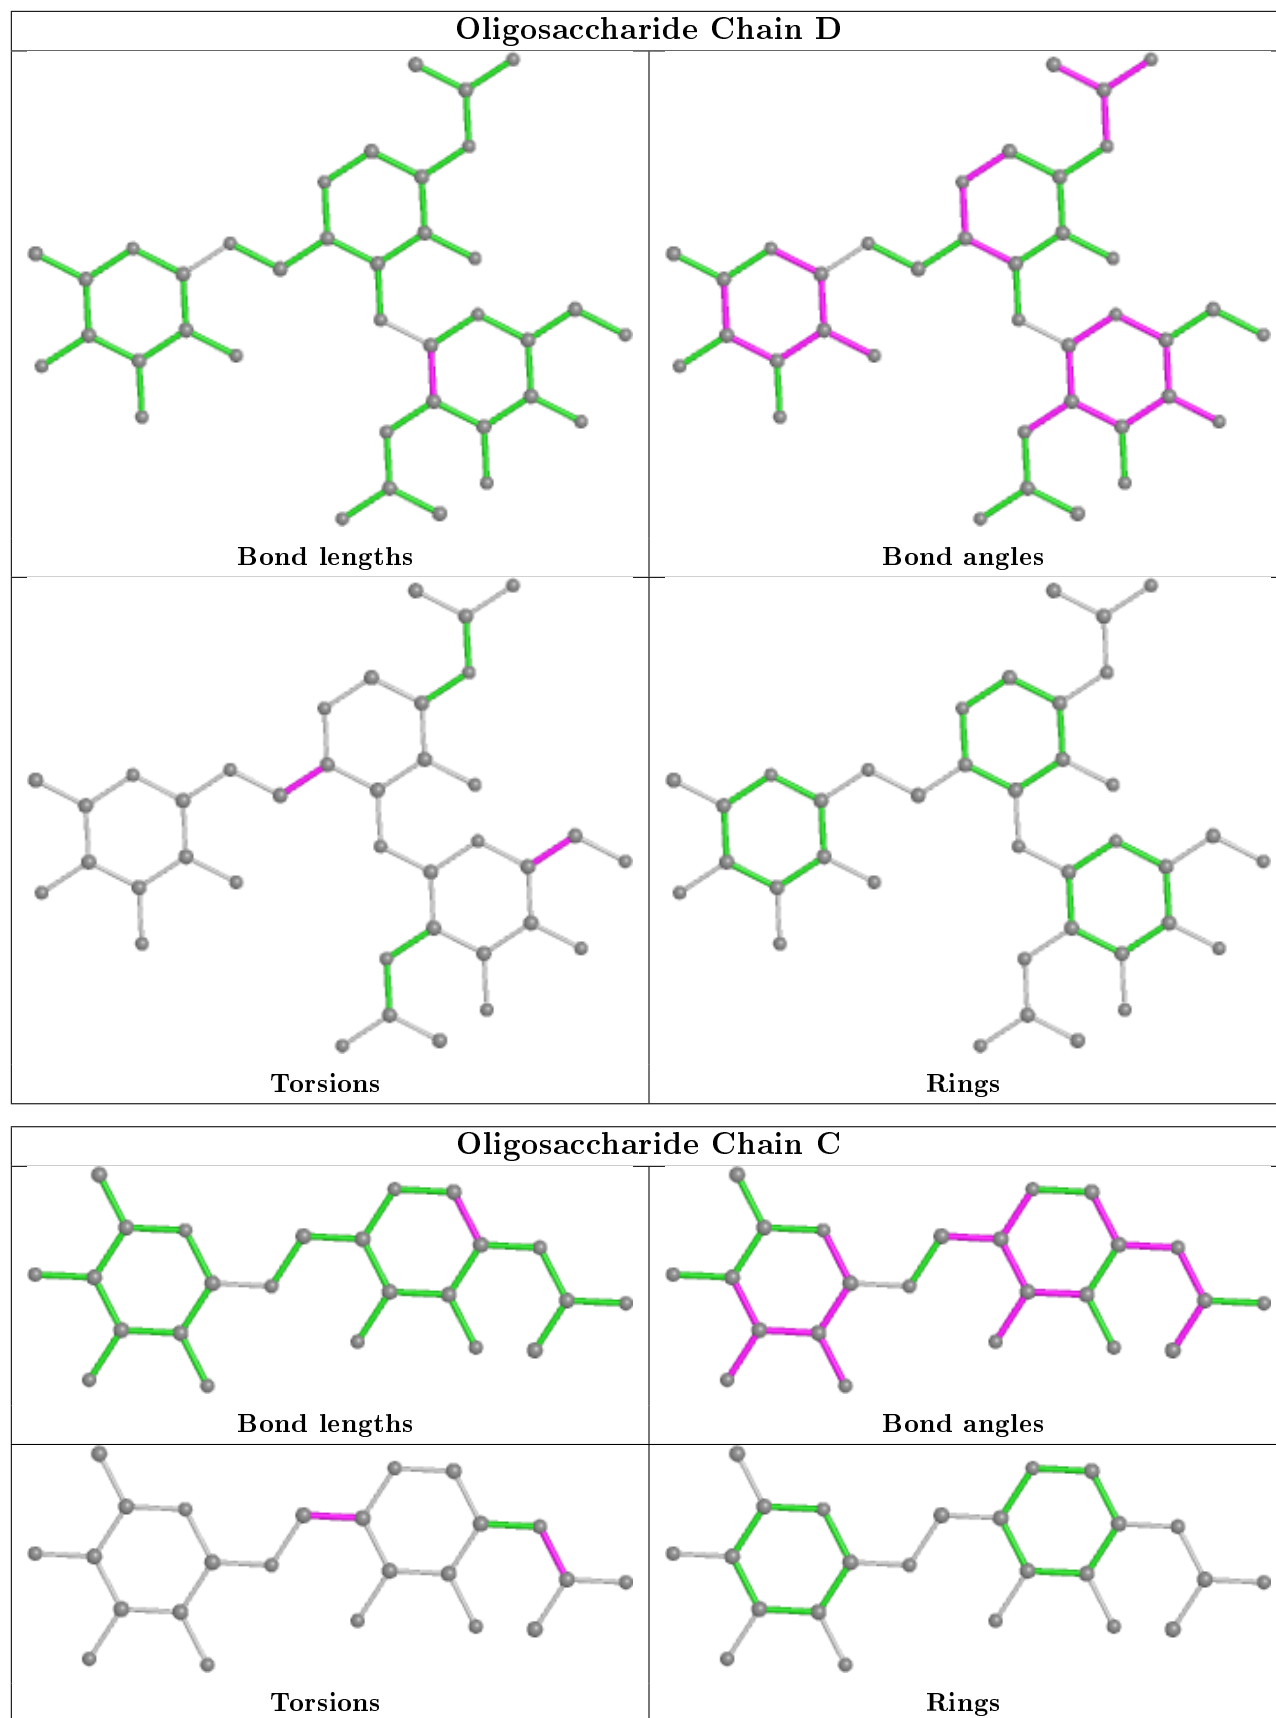 Oligosaccharide Chain D
Bond lengths
Bond angles
Torsions
Rings
Oligosaccharide Chain C
Bond lengths
Bond angles
Torsions
Rings